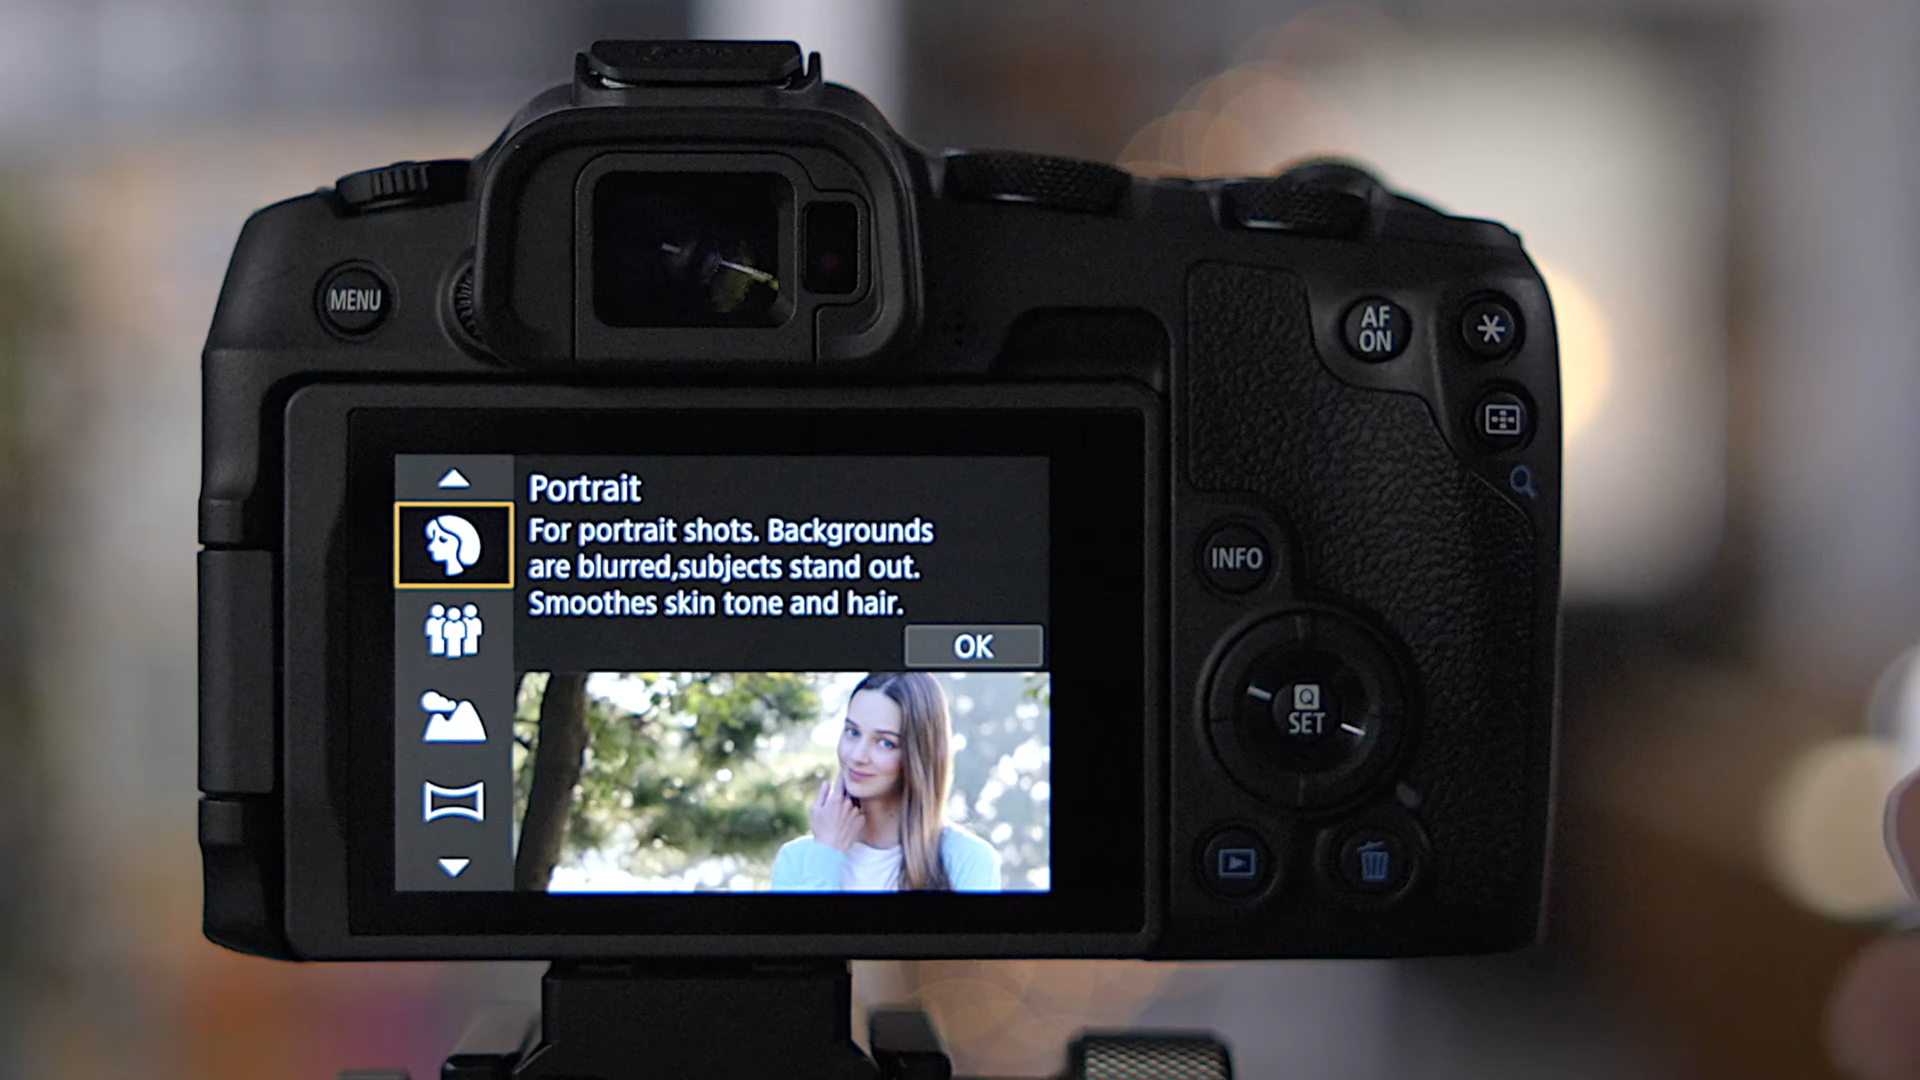 MENU
AF
ON
Portrait
For portrait shots. Backgrounds
are blurred,subjects stand out.
Smoothes skin tone and hair.
OK
INFO
Q
SET